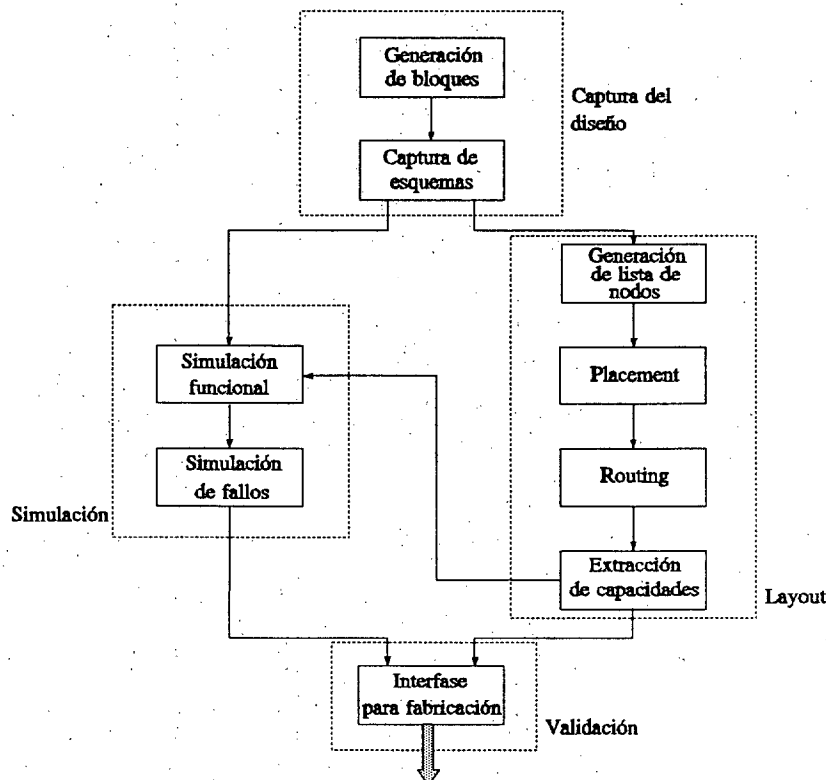 Generación
de bloques
Captura del
diseño
Captura de
esquemas
Generación
de lista de
nodos
Simulación
funcional
Placement
Simulación
de fallos
Routing
Simulación
Extracción
de capacidades
Layout
Interfase
para fabricación
Validación